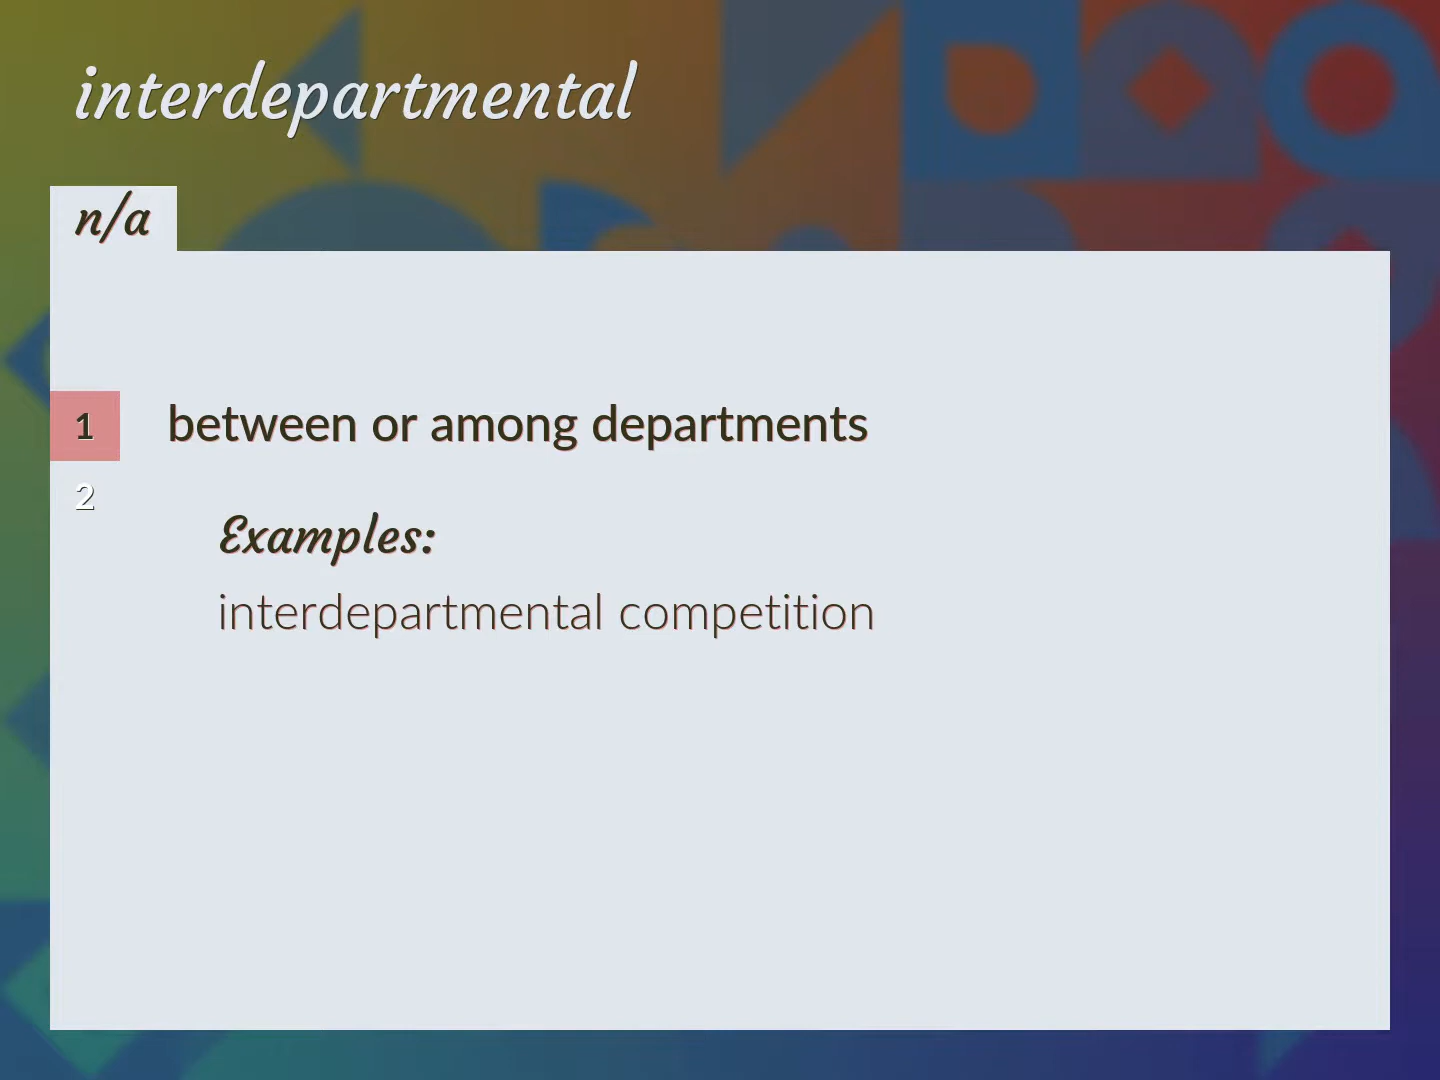 interdepartmental
n/a
1 between or among departments
2
Examples:
interdepartmental competition